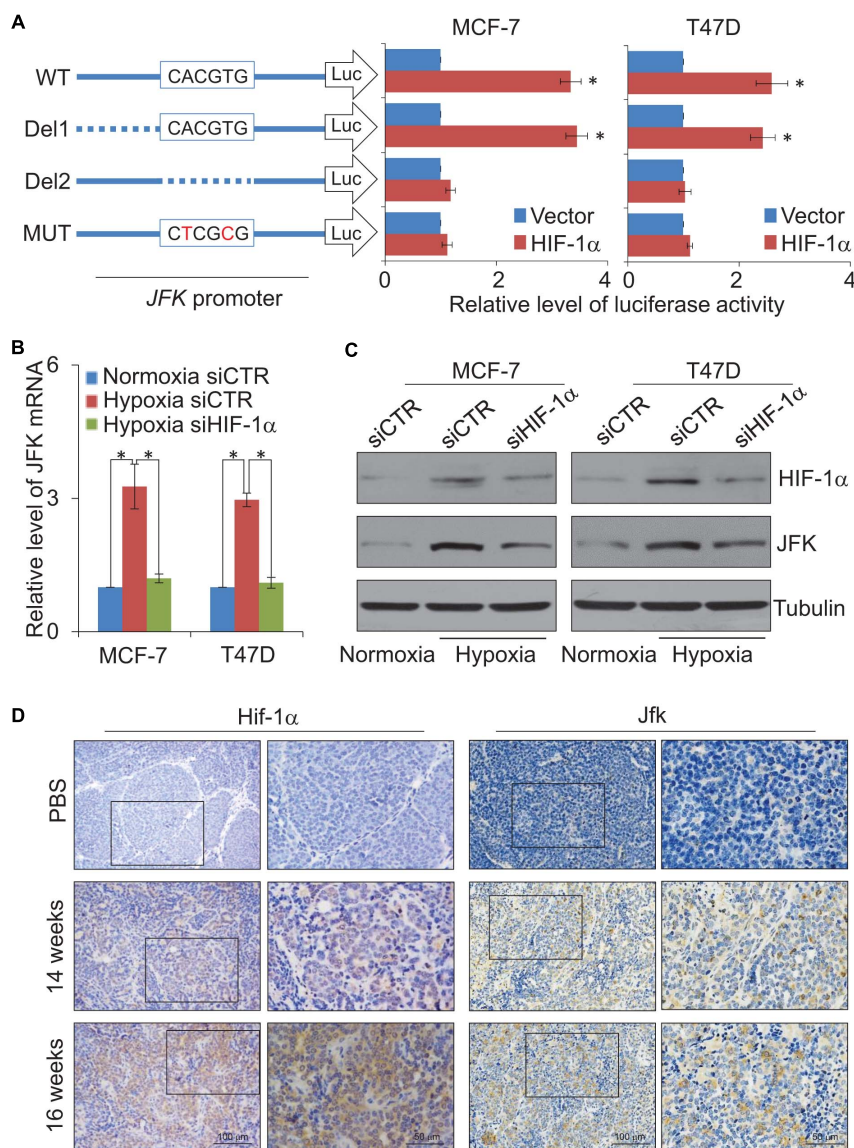 A
MCF-7
T47D
WT CACGTG Luc * *
Del1 CACGTG Luc * *
Del2 Luc
MUT CTCGCG Luc
Vector
HIF-1α
Vector
HIF-1α
JFK promoter
0 2 4
0 2 4
Relative level of luciferase activity
B
Relative level of JFK mRNA
6
3
0
Normoxia siCTR
Hypoxia siCTR
Hypoxia siHIF-1α
* * * *
MCF-7 T47D
C
MCF-7 T47D
siCTR siCTR siHIF-1α siCTR siCTR siHIF-1α
HIF-1α
JFK
Tubulin
Normoxia Hypoxia Normoxia Hypoxia
D
Hif-1α Jfk
PBS
14 weeks
16 weeks
100 μm 50 μm 100 μm 50 μm